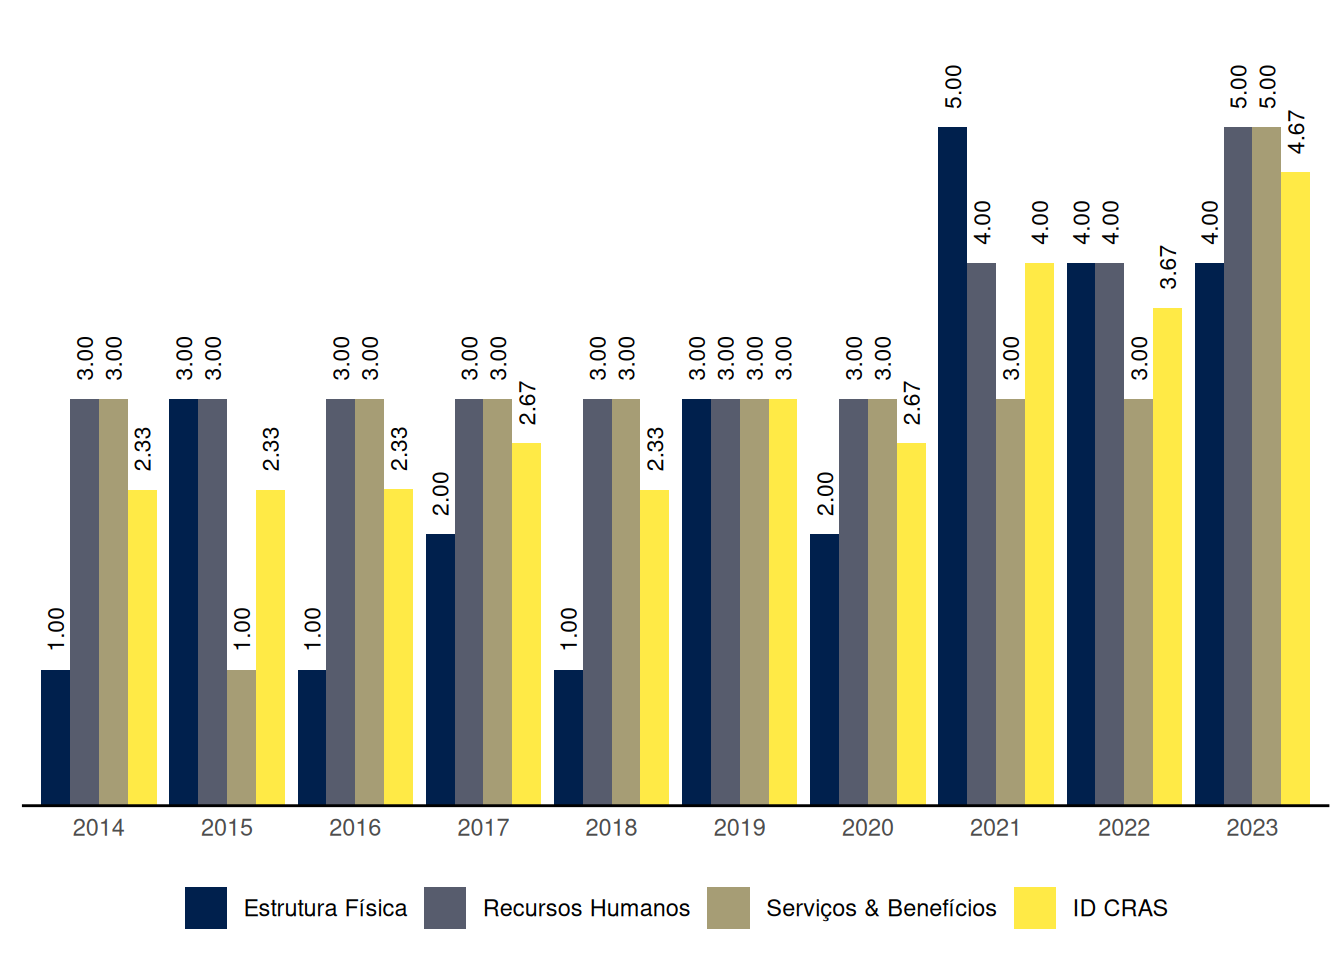 1.00 3.00 3.00 2.33
3.00 3.00 1.00 2.33
1.00 3.00 3.00 2.33
2.00 3.00 3.00 2.67
1.00 3.00 3.00 2.33
3.00 3.00 3.00 3.00
2.00 3.00 3.00 2.67
5.00 4.00 3.00 4.00
4.00 4.00 3.00 3.67
4.00 5.00 5.00 4.67
2014 2015 2016 2017 2018 2019 2020 2021 2022 2023
Estrutura Física Recursos Humanos Serviços & Benefícios ID CRAS